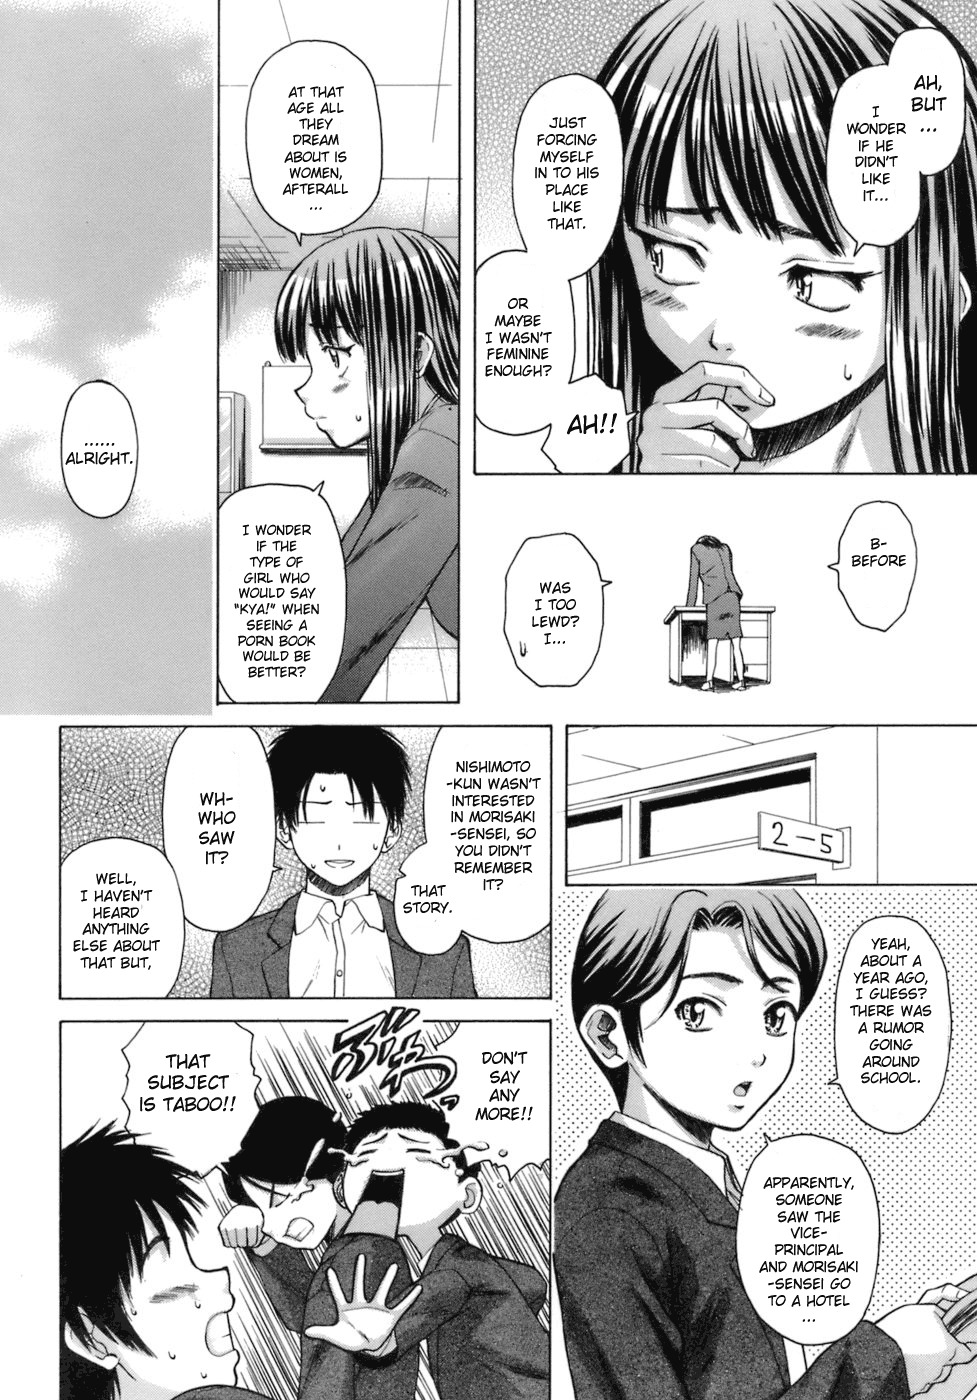 AH,
BUT
...
I
WONDER
IF HE
DIDN'T
LIKE
IT...
JUST
FORCING
MYSELF
IN TO HIS
PLACE
LIKE
THAT.
OR
MAYBE
I WASN'T
FEMININE
ENOUGH?
AH!!
B-
BEFORE
WAS
I TOO
LEWD?
I...
AT THAT
AGE ALL
THEY
DREAM
ABOUT IS
WOMEN,
AFTERALL
...
I WONDER
IF THE
TYPE OF
GIRL WHO
WOULD SAY
"KYA!" WHEN
SEEING A
PORN BOOK
WOULD BE
BETTER?
......
ALRIGHT.
2-5
YEAH,
ABOUT A
YEAR AGO,
I GUESS?
THERE WAS
A RUMOR
GOING
AROUND
SCHOOL.
APPARENTLY,
SOMEONE
SAW THE
VICE-
PRINCIPAL
AND MORISAKI
-SENSEI GO
TO A HOTEL
...
NISHIMOTO
-KUN WASN'T
INTERESTED
IN MORISAKI
-SENSEI, SO
YOU DIDN'T
REMEMBER
IT?
THAT
STORY.
WH-
WHO
SAW
IT?
WELL,
I HAVEN'T
HEARD
ANYTHING
ELSE ABOUT
THAT BUT,
DON'T
SAY
ANY
MORE!!
THAT
SUBJECT
IS TABOO!!